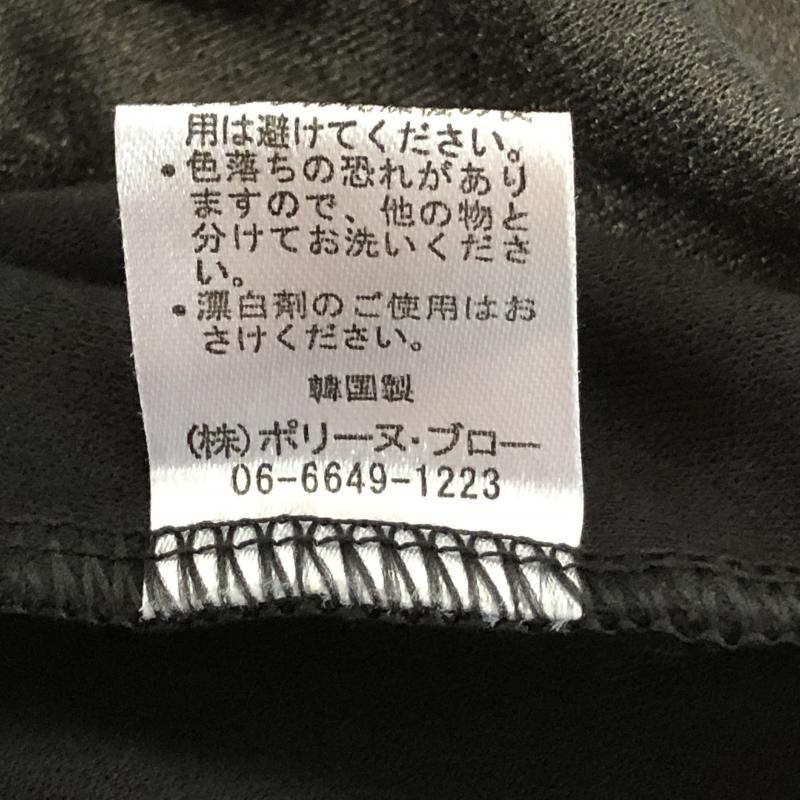 用は避けてください。
・色落ちの恐れがあり
ますので、他の物と
分けてお洗いくださ
い。
・漂白剤のご使用はお
さけください。
韓国製
(株)ポリーヌ・ブロー
06-6649-1223